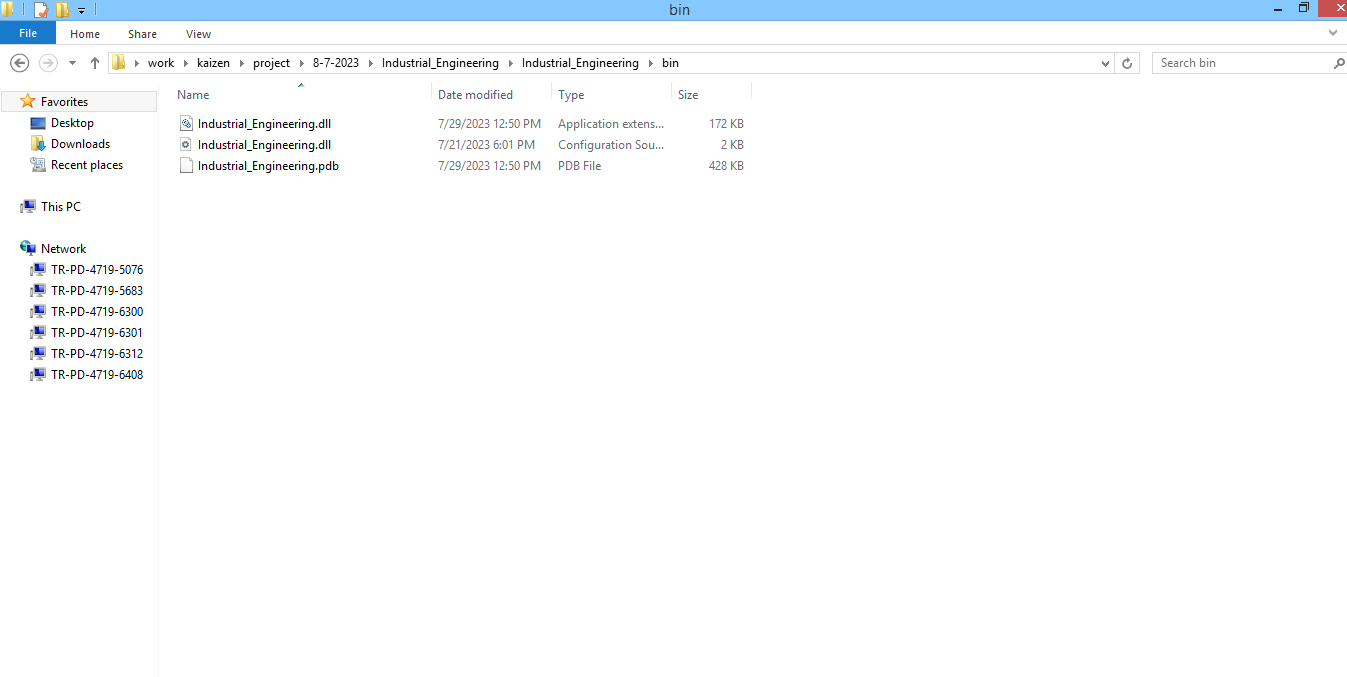 bin
File Home Share View
work kaizen project 8-7-2023 Industrial_Engineering Industrial_Engineering bin
Search bin
Name Date modified Type Size
Favorites
Desktop
Downloads
Recent places
This PC
Network
TR-PD-4719-5076
TR-PD-4719-5683
TR-PD-4719-6300
TR-PD-4719-6301
TR-PD-4719-6312
TR-PD-4719-6408
Industrial_Engineering.dll 7/29/2023 12:50 PM Application extens... 172 KB
Industrial_Engineering.dll 7/21/2023 6:01 PM Configuration Sou... 2 KB
Industrial_Engineering.pdb 7/29/2023 12:50 PM PDB File 428 KB